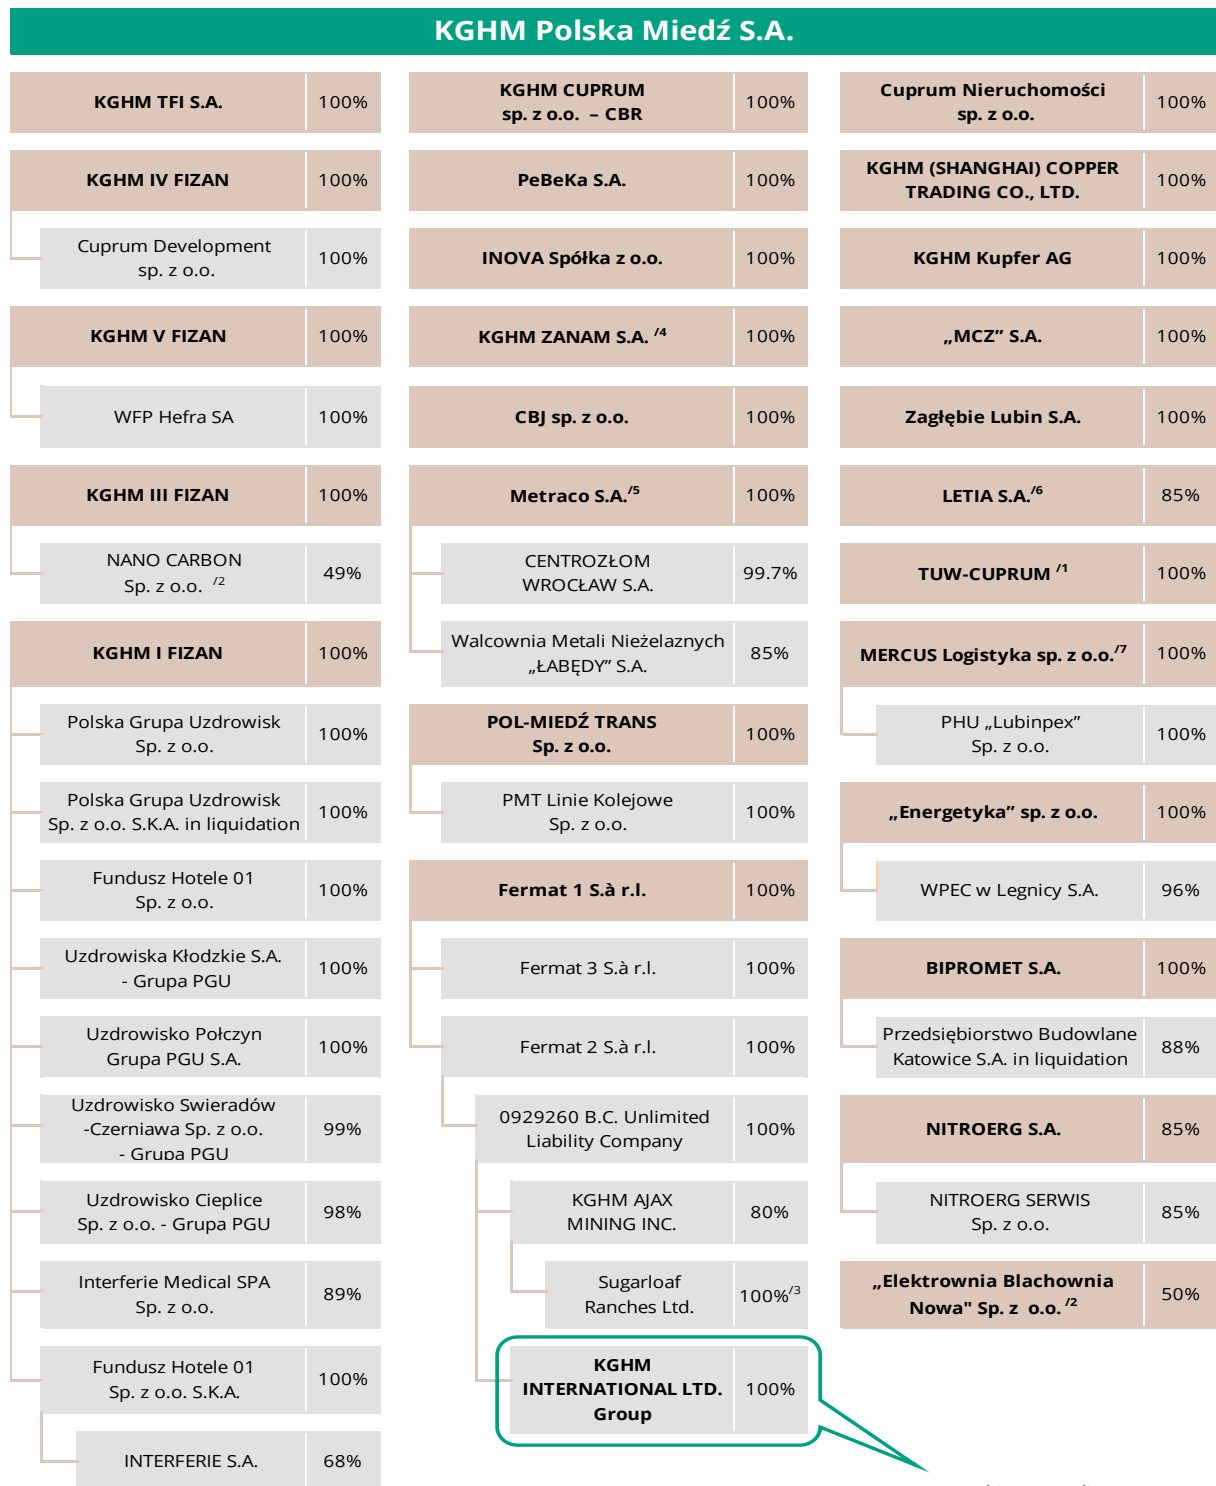 KGHM Polska Miedź S.A.
KGHM TFI S.A.
100%
KGHM IV FIZAN
100%
Cuprum Development
sp. z o.o.
100%
KGHM V FIZAN
100%
WFP Hefra SA
100%
KGHM III FIZAN
100%
NANO CARBON
Sp. z o.o. /2
49%
KGHM I FIZAN
100%
Polska Grupa Uzdrowisk
Sp. z o.o.
100%
Polska Grupa Uzdrowisk
Sp. z o.o. S.K.A. in liquidation
100%
Fundusz Hotele 01
Sp. z o.o.
100%
Uzdrowiska Kłodzkie S.A.
- Grupa PGU
100%
Uzdrowisko Połczyn
Grupa PGU S.A.
100%
Uzdrowisko Swieradów
-Czerniawa Sp. z o.o.
- Grupa PGU
99%
Uzdrowisko Cieplice
Sp. z o.o. - Grupa PGU
98%
Interferie Medical SPA
Sp. z o.o.
89%
Fundusz Hotele 01
Sp. z o.o. S.K.A.
100%
INTERFERIE S.A.
68%
KGHM CUPRUM
sp. z o.o. – CBR
100%
PeBeKa S.A.
100%
INOVA Spółka z o.o.
100%
KGHM ZANAM S.A. /4
100%
CBJ sp. z o.o.
100%
Metraco S.A./5
100%
CENTROZŁOM
WROCŁAW S.A.
99.7%
Walcownia Metali Nieżelaznych
„ŁABĘDY” S.A.
85%
POL-MIEDŹ TRANS
Sp. z o.o.
100%
PMT Linie Kolejowe
Sp. z o.o.
100%
Fermat 1 S.à r.l.
100%
Fermat 3 S.à r.l.
100%
Fermat 2 S.à r.l.
100%
0929260 B.C. Unlimited
Liability Company
100%
KGHM AJAX
MINING INC.
80%
Sugarloaf
Ranches Ltd.
100%/3
KGHM
INTERNATIONAL LTD.
Group
100%
Cuprum Nieruchomości
sp. z o.o.
100%
KGHM (SHANGHAI) COPPER
TRADING CO., LTD.
100%
KGHM Kupfer AG
100%
„MCZ” S.A.
100%
Zagłębie Lubin S.A.
100%
LETIA S.A./6
85%
TUW-CUPRUM /1
100%
MERCUS Logistyka sp. z o.o./7
100%
PHU „Lubinpex”
Sp. z o.o.
100%
„Energetyka” sp. z o.o.
100%
WPEC w Legnicy S.A.
96%
BIPROMET S.A.
100%
Przedsiębiorstwo Budowlane
Katowice S.A. in liquidation
88%
NITROERG S.A.
85%
NITROERG SERWIS
Sp. z o.o.
85%
„Elektrownia Blachownia
Nowa" Sp. z o.o. /2
50%